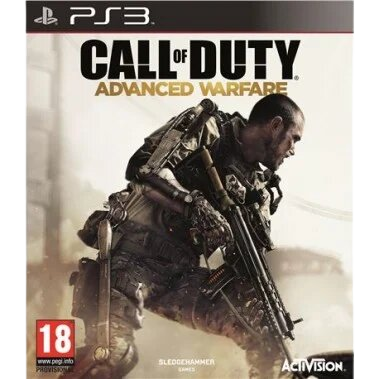 PS3
CALL OF DUTY
ADVANCED WARFARE
18
www.pegi.info
PROVISIONAL
SLEDGEHAMMER
GAMES
ACTIVISION